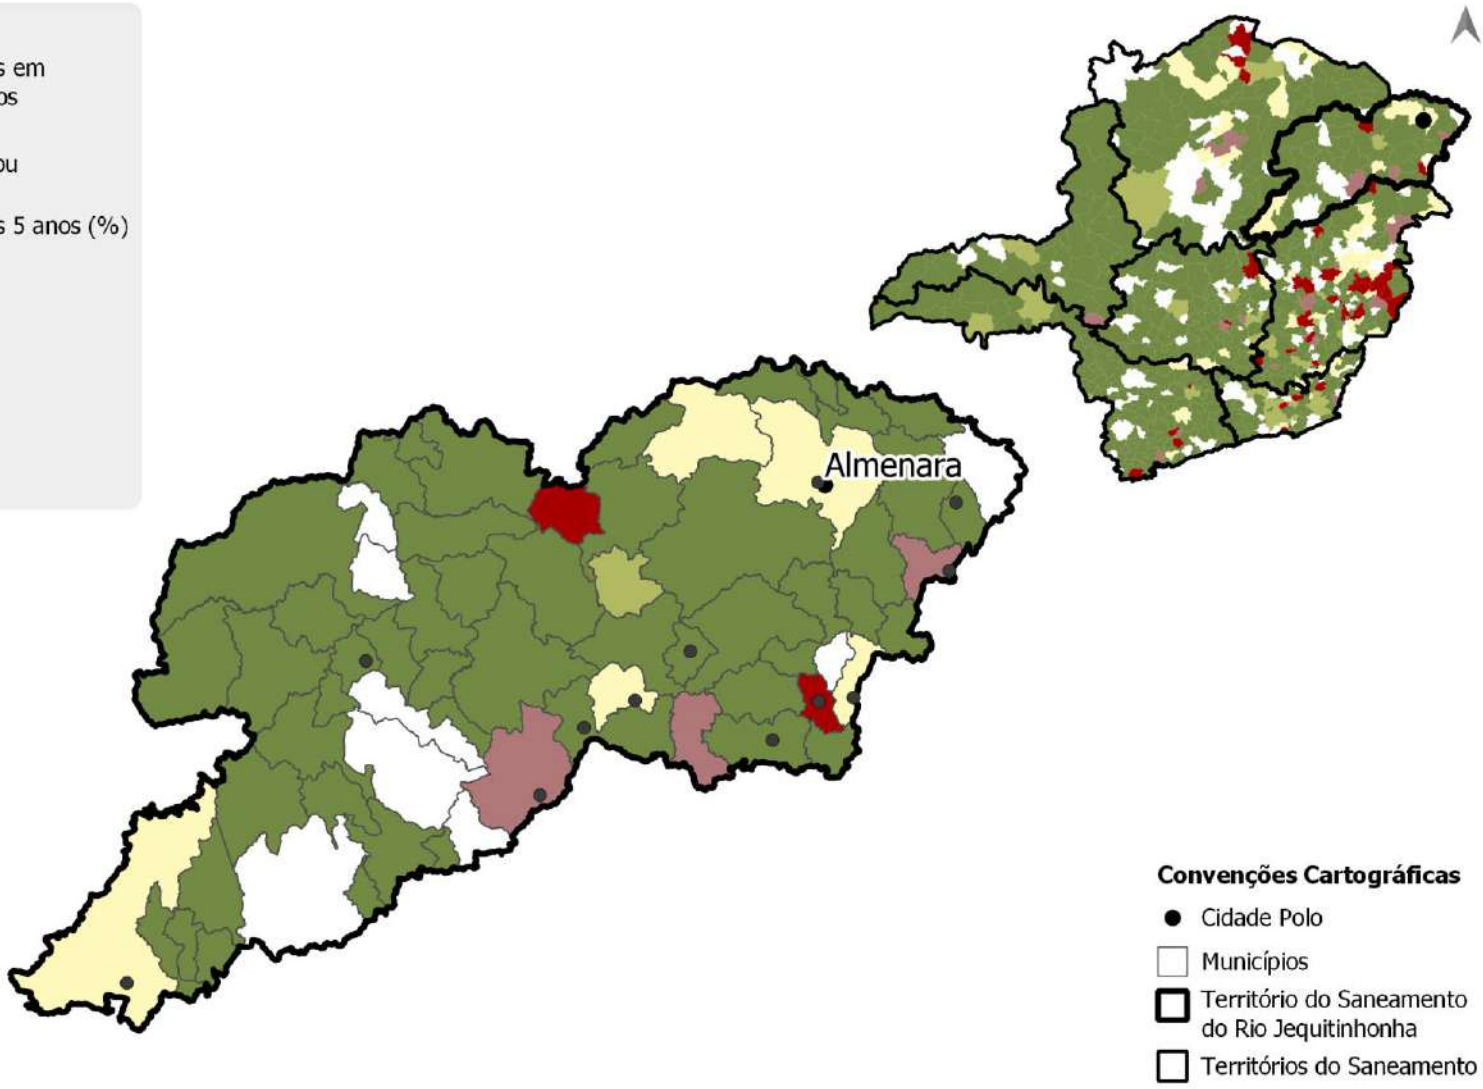 s em
os
ou
s 5 anos (%)
Almenara
Convenções Cartográficas
Cidade Polo
Municípios
Território do Saneamento
do Rio Jequitinhonha
Territórios do Saneamento